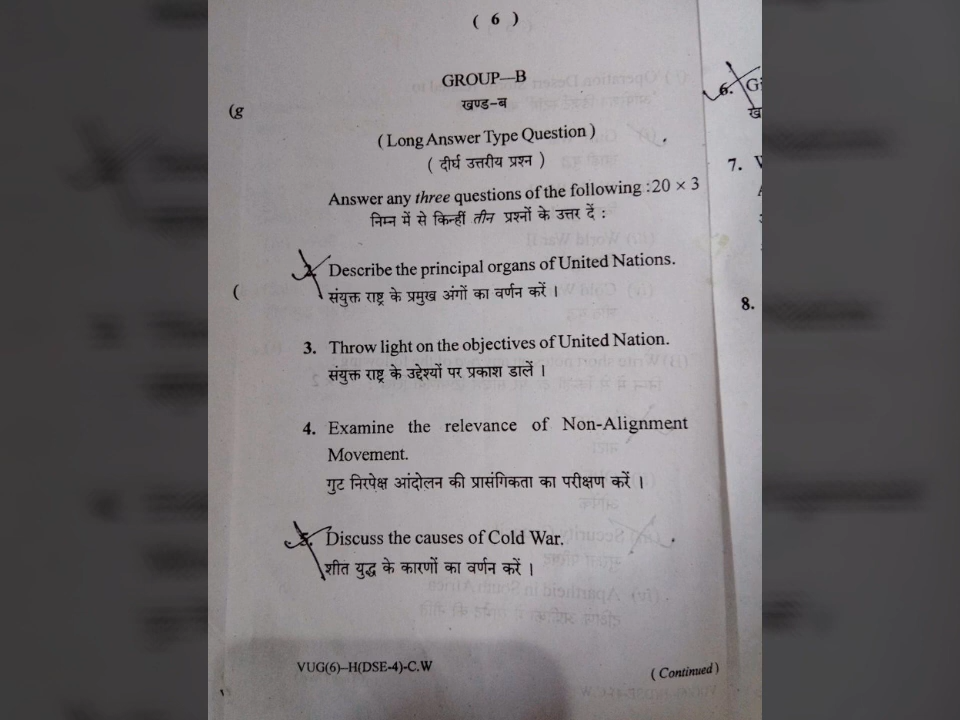 ( 6 )
GROUP—B
खण्ड-ब
(g
( Long Answer Type Question )
( दीर्घ उत्तरीय प्रश्न )
Answer any three questions of the following : 20 × 3
निम्न में से किन्हीं तीन प्रश्नों के उत्तर दें :
2. Describe the principal organs of United Nations.
संयुक्त राष्ट्र के प्रमुख अंगों का वर्णन करें ।
(
3. Throw light on the objectives of United Nation.
संयुक्त राष्ट्र के उद्देश्यों पर प्रकाश डालें ।
4. Examine the relevance of Non-Alignment
Movement.
गुट निरपेक्ष आंदोलन की प्रासंगिकता का परीक्षण करें ।
5. Discuss the causes of Cold War.
शीत युद्ध के कारणों का वर्णन करें ।
VUG(6)–H(DSE-4)-C.W
( Continued )
6.
7.
8.